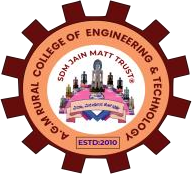 A.G.M RURAL COLLEGE OF ENGINEERING & TECHNOLOGY
SDM JAIN MATT TRUST®
ESTD:2010